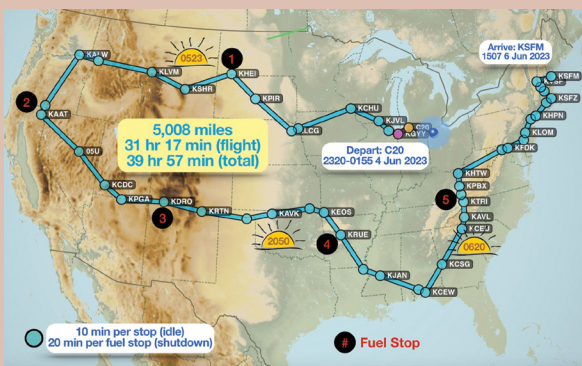 0523
1
KALW
KHEI
KLVM
KSHR
KPIR
LCG
KCHU
KJVL
C20
KGYY
Arrive: KSFM
1507 6 Jun 2023
KSFM
KSFZ
KHPN
KLOM
KFDK
2
KAAT
5,008 miles
31 hr 17 min (flight)
39 hr 57 min (total)
Depart: C20
2320-0155 4 Jun 2023
05U
KCDC
KPGA
KDRO
3
KRTN
KAVK
KEOS
2050
4
KRUE
KJAN
KCEW
KHTW
KPBX
5
KTRI
KAVL
0620
KCSG
10 min per stop (idle)
20 min per fuel stop (shutdown)
# Fuel Stop